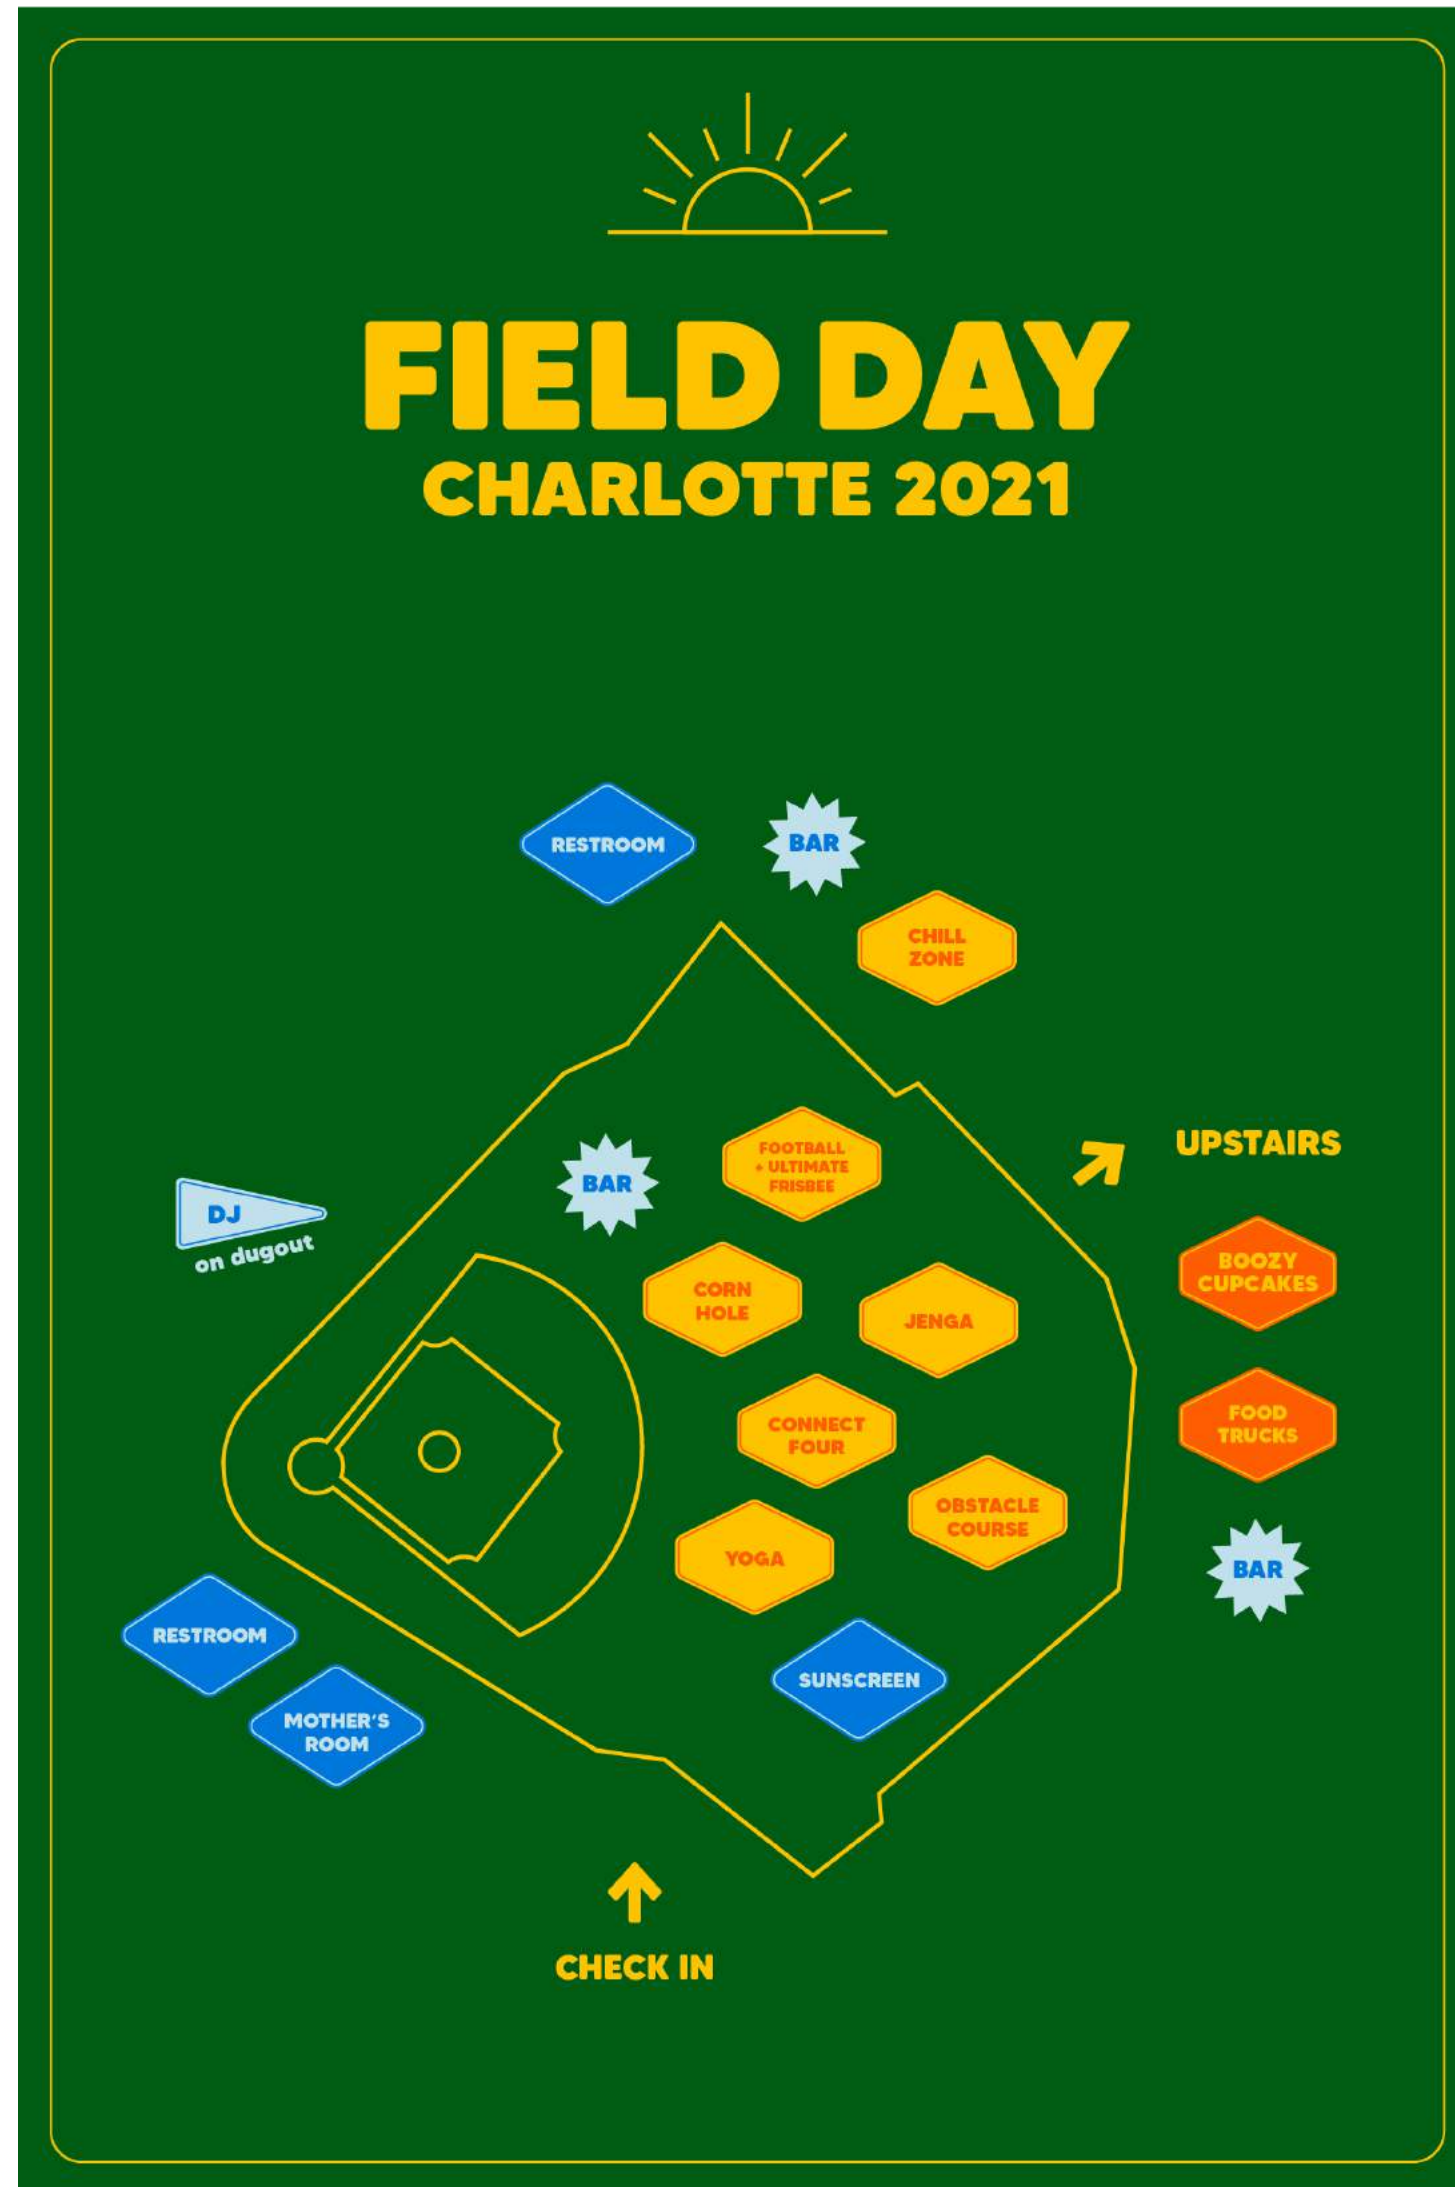 FIELD DAY
CHARLOTTE 2021
RESTROOM
BAR
CHILL
ZONE
UPSTAIRS
FOOTBALL
+ ULTIMATE
FRISBEE
BAR
DJ
on dugout
BOOZY
CUPCAKES
CORN
HOLE
JENGA
FOOD
TRUCKS
CONNECT
FOUR
OBSTACLE
COURSE
YOGA
BAR
RESTROOM
SUNSCREEN
MOTHER'S
ROOM
CHECK IN